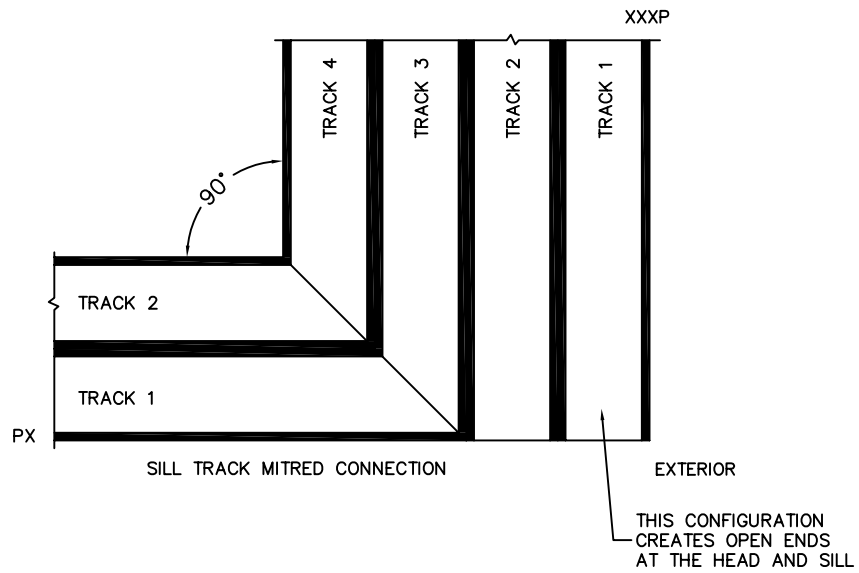 XXXP
TRACK 4
TRACK 3
TRACK 2
TRACK 1
90°
TRACK 2
TRACK 1
PX
SILL TRACK MITRED CONNECTION
EXTERIOR
THIS CONFIGURATION
CREATES OPEN ENDS
AT THE HEAD AND SILL